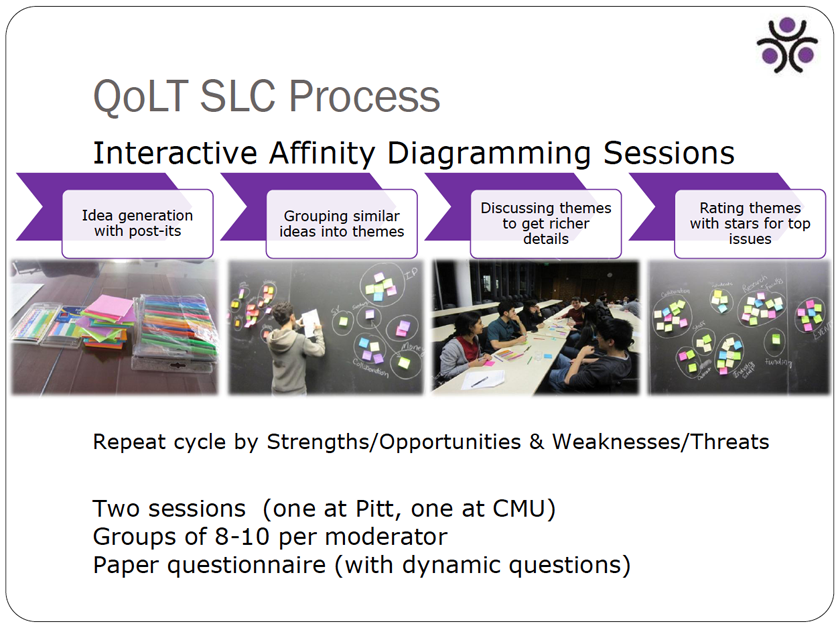 QoLT SLC Process
Interactive Affinity Diagramming Sessions
Idea generation
with post-its
Grouping similar
ideas into themes
Discussing themes
to get richer
details
Rating themes
with stars for top
issues
Collaboration
Funding
Repeat cycle by Strengths/Opportunities & Weaknesses/Threats
Two sessions (one at Pitt, one at CMU)
Groups of 8-10 per moderator
Paper questionnaire (with dynamic questions)